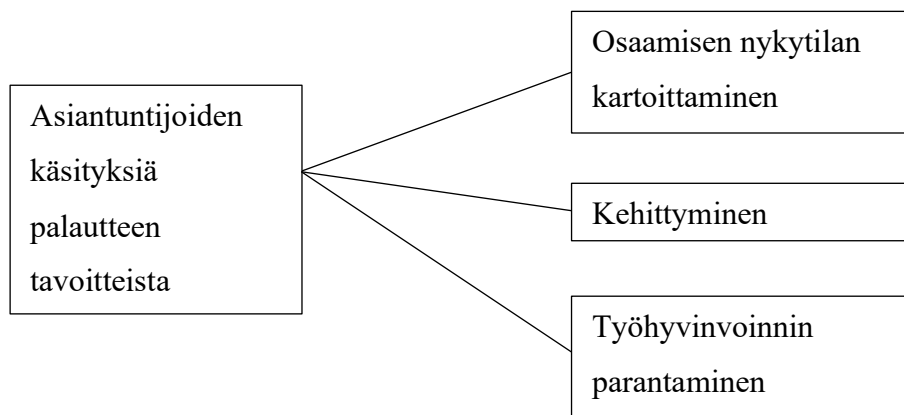 Asiantuntijoiden
käsityksiä
palautteen
tavoitteista
Osaamisen nykytilan
kartoittaminen
Kehittyminen
Työhyvinvoinnin
parantaminen